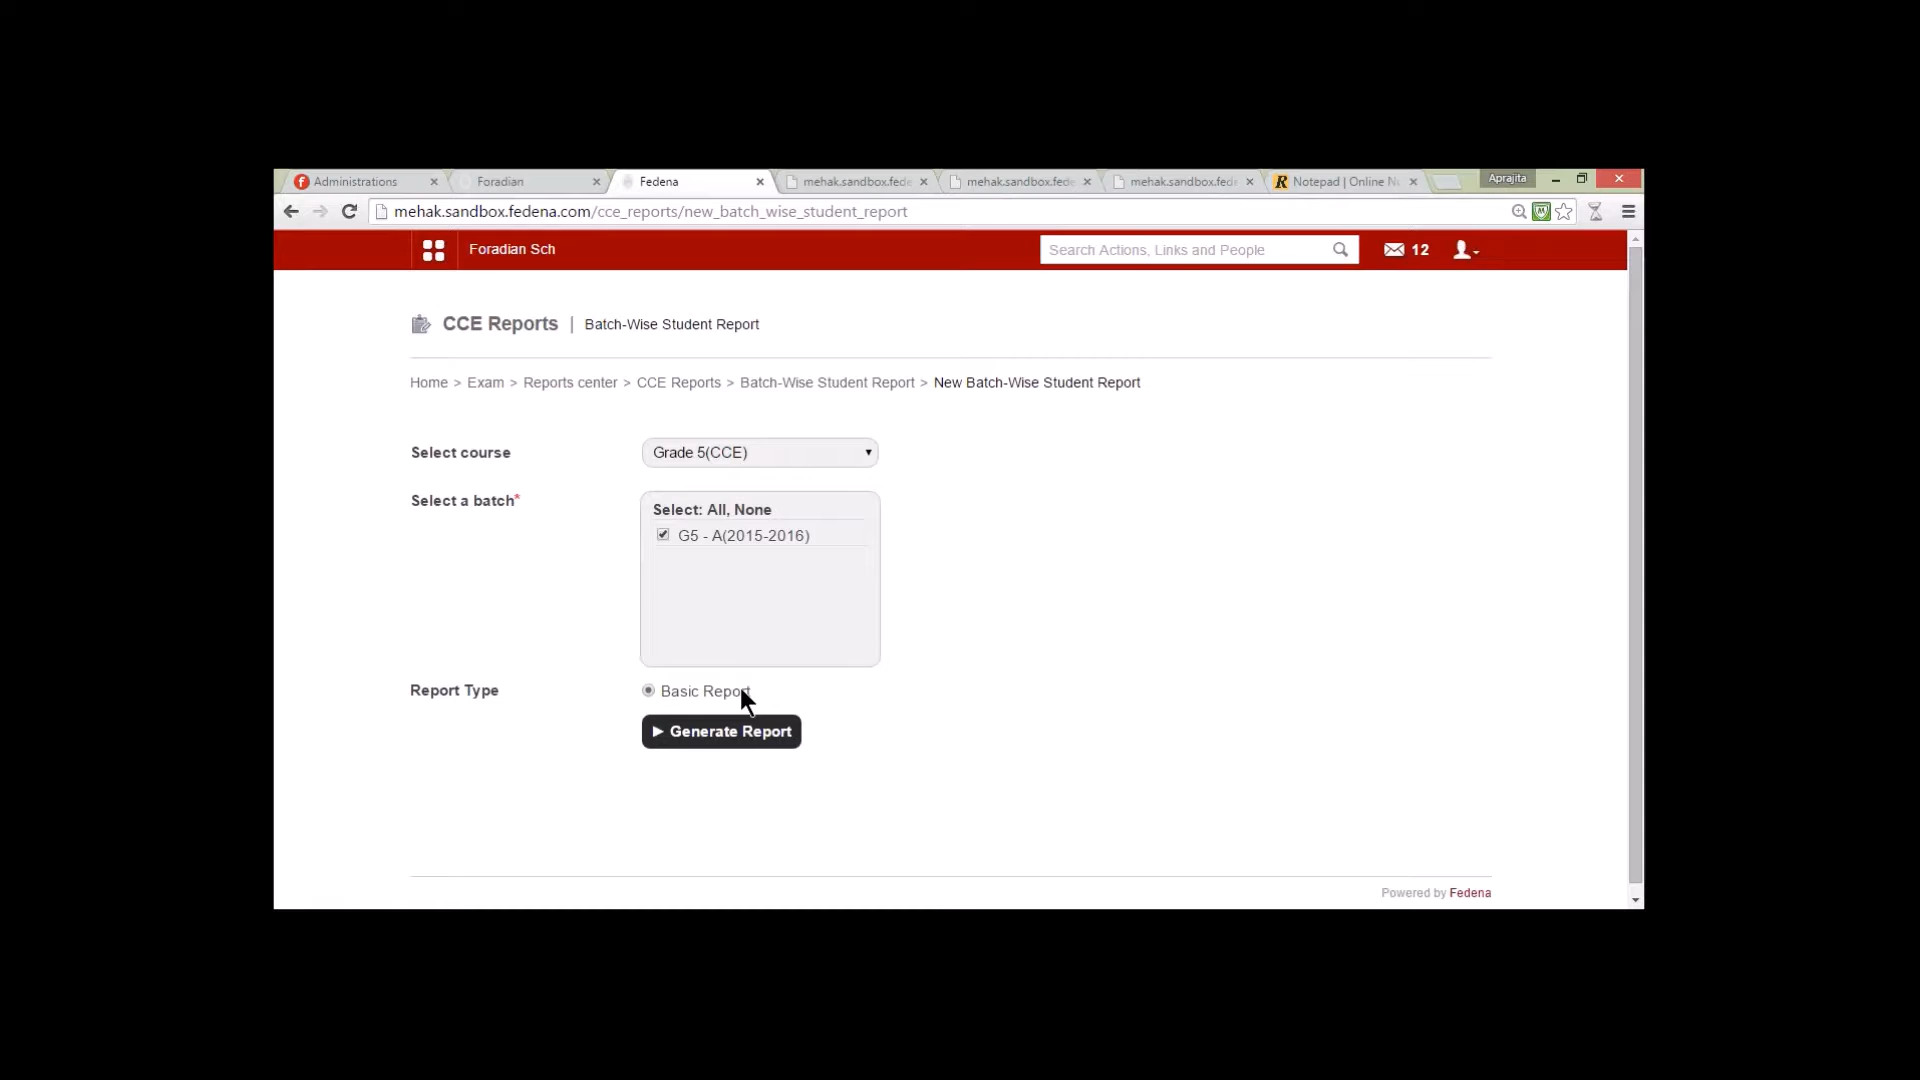 Administrations
Foradian
Fedena
mehak.sandbox.fede
mehak.sandbox.fede
mehak.sandbox.fede
Notepad | Online N
Aprajita
mehak.sandbox.fedena.com/cce_reports/new_batch_wise_student_report
Foradian Sch
Search Actions, Links and People
12
CCE Reports | Batch-Wise Student Report
Home > Exam > Reports center > CCE Reports > Batch-Wise Student Report > New Batch-Wise Student Report
Select course
Grade 5(CCE)
Select a batch*
Select: All, None
G5 - A(2015-2016)
Report Type
Basic Report
Generate Report
Powered by Fedena